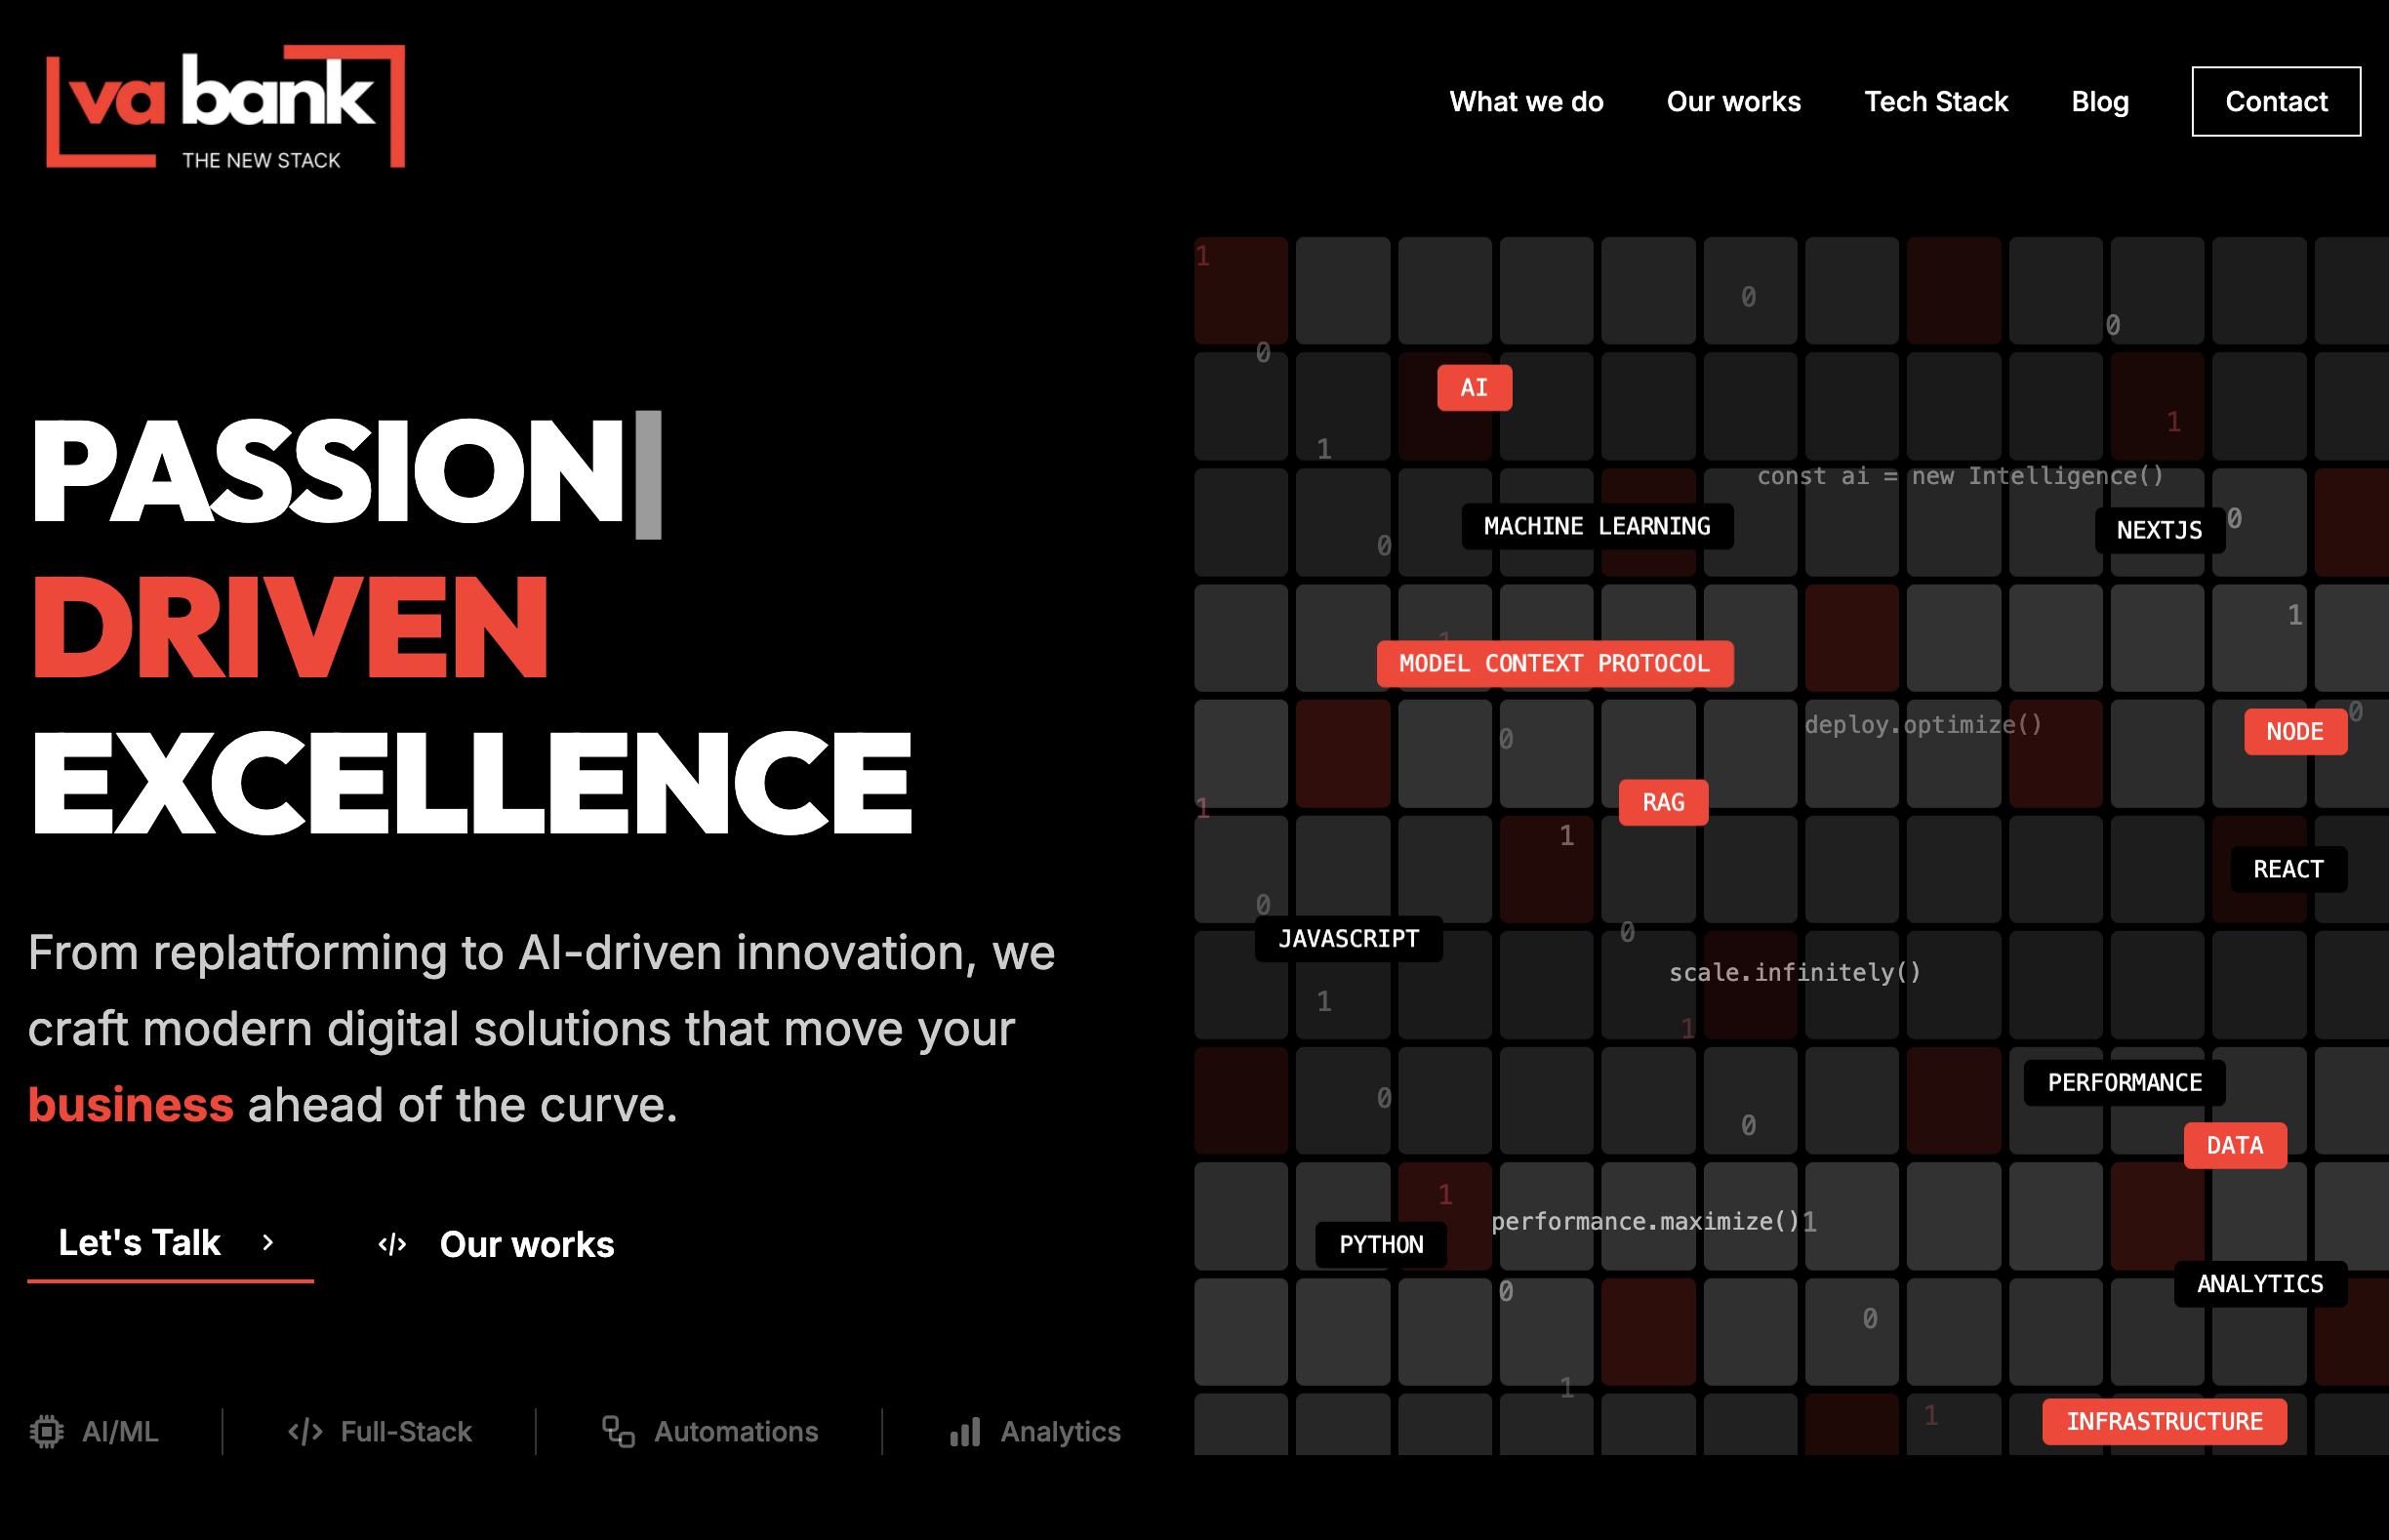 va bank
THE NEW STACK
What we do
Our works
Tech Stack
Blog
Contact
PASSION
DRIVEN
EXCELLENCE
From replatforming to AI-driven innovation, we
craft modern digital solutions that move your
business ahead of the curve.
Let's Talk
Our works
AI/ML
Full-Stack
Automations
Analytics
1
0
0
0
AI
1
1
const ai = new Intelligence()
MACHINE LEARNING
NEXTJS
0
0
1
1
MODEL CONTEXT PROTOCOL
0
deploy.optimize()
NODE
0
RAG
1
1
REACT
0
JAVASCRIPT
0
scale.infinitely()
1
1
PERFORMANCE
0
0
DATA
1
performance.maximize()
1
PYTHON
ANALYTICS
0
0
1
1
INFRASTRUCTURE